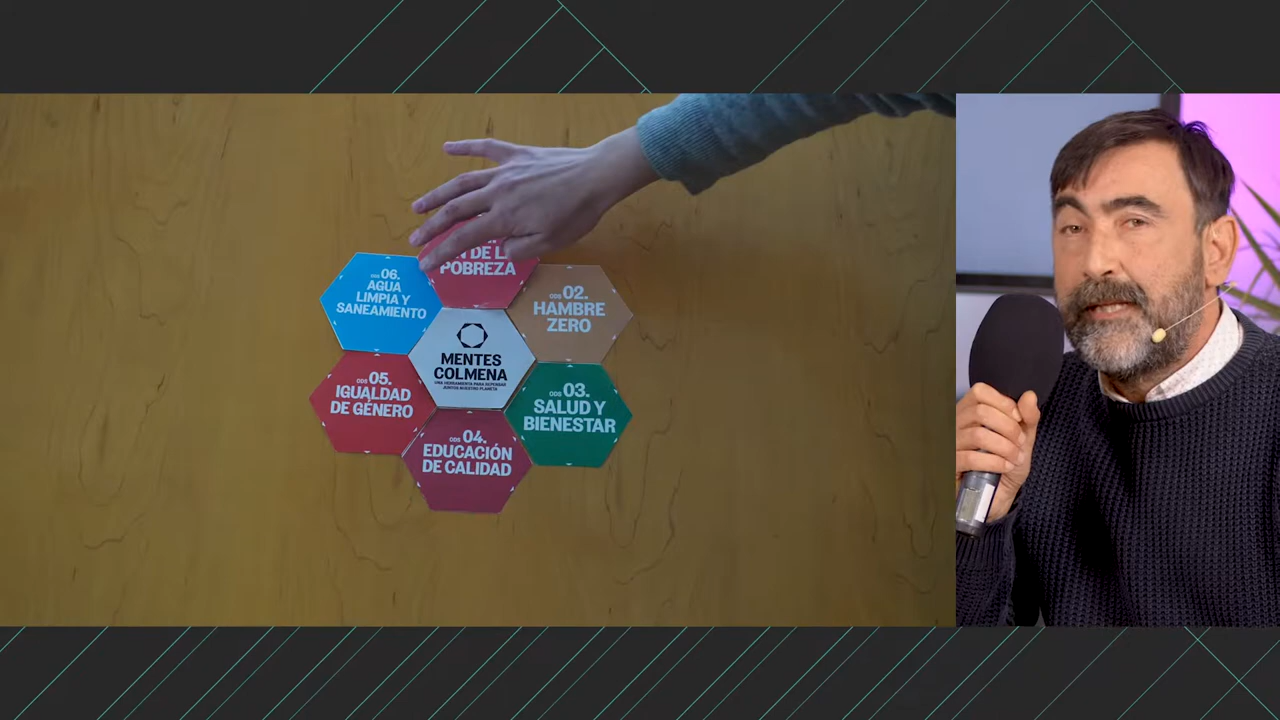 POBREZA
ODS 06.
AGUA
LIMPIA Y
SANEAMIENTO
ODS 02.
HAMBRE
ZERO
MENTES
COLMENA
UNA HERRAMIENTA PARA REPENSAR
JUNTOS NUESTRO PLANETA
ODS 05.
IGUALDAD
DE GÉNERO
ODS 03.
SALUD Y
BIENESTAR
ODS 04.
EDUCACIÓN
DE CALIDAD